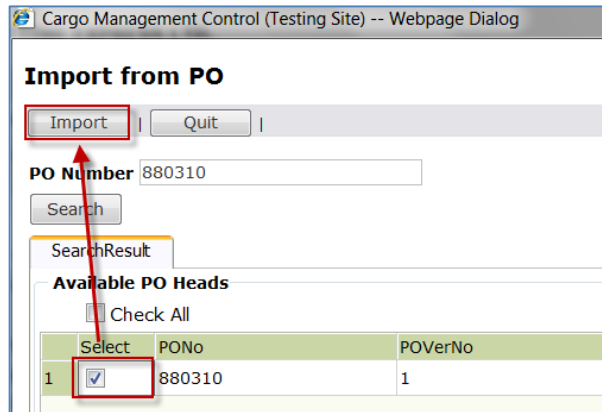 Cargo Management Control (Testing Site) -- Webpage Dialog
Import from PO
Import | Quit |
PO Number 880310
Search
SearchResult
Available PO Heads
Check All
Select PONo POVerNo
1 880310 1